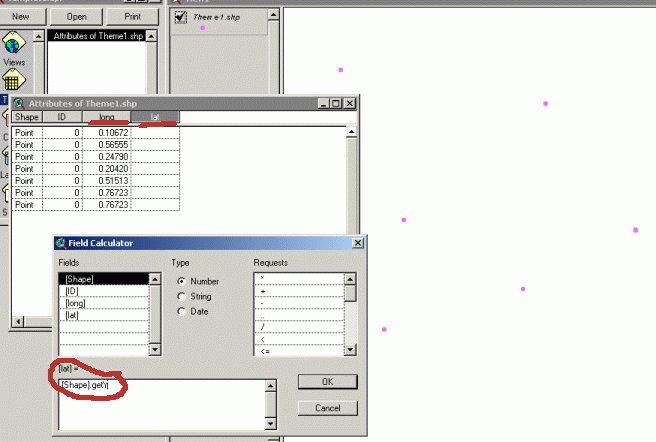 New Open Print
Theme1.shp
Attributes of Theme1.shp
Views
Attributes of Theme1.shp
Shape ID long lat
Point 0 0.10672
Point 0 0.56555
Point 0 0.24790
Point 0 0.20420
Point 0 0.51513
Point 0 0.76723
Point 0 0.76723
Field Calculator
Fields Type Requests
[Shape]
[ID]
[long]
[lat]
Number
String
Date
*
+
-
/
<
<=
[lat] =
OK
Cancel